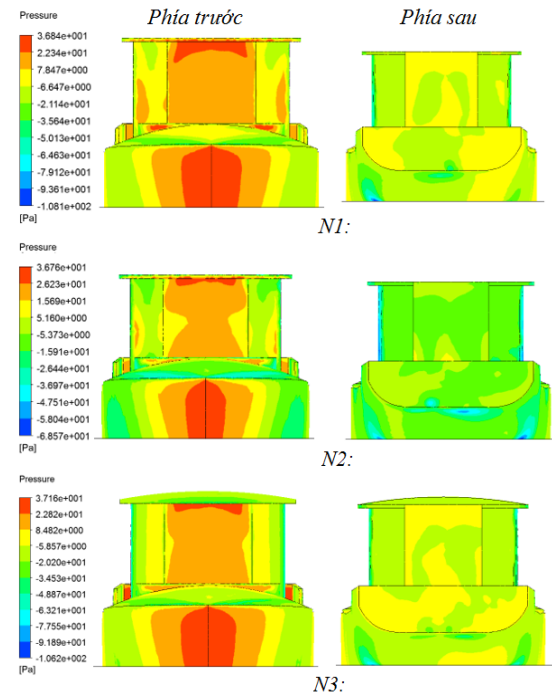 Phía trước
Phía sau
Pressure
3.684e+001
2.234e+001
7.847e+000
-6.647e+000
-2.114e+001
-3.564e+001
-5.013e+001
-6.463e+001
-7.912e+001
-9.361e+001
-1.081e+002
[Pa]
N1:
Pressure
3.676e+001
2.623e+001
1.569e+001
5.160e+000
-5.373e+000
-1.591e+001
-2.644e+001
-3.697e+001
-4.751e+001
-5.804e+001
-6.857e+001
[Pa]
N2:
Pressure
3.716e+001
2.282e+001
8.482e+000
-5.857e+000
-2.020e+001
-3.453e+001
-4.887e+001
-6.321e+001
-7.755e+001
-9.189e+001
-1.062e+002
[Pa]
N3: